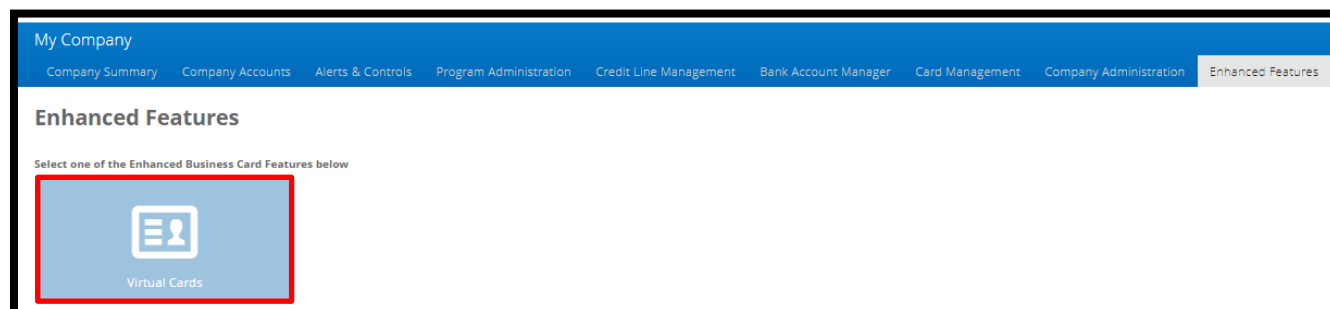 My Company
Company Summary Company Accounts Alerts & Controls Program Administration Credit Line Management Bank Account Manager Card Management Company Administration Enhanced Features
Enhanced Features
Select one of the Enhanced Business Card Features below
Virtual Cards